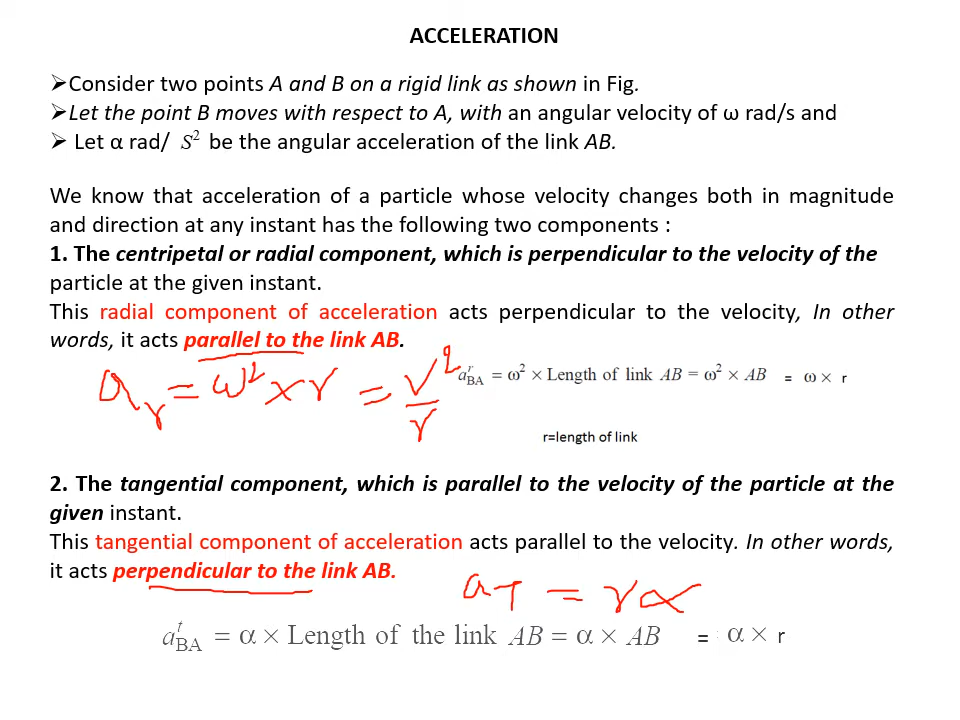 ACCELERATION
➢Consider two points A and B on a rigid link as shown in Fig.
➢Let the point B moves with respect to A, with an angular velocity of ω rad/s and
➢ Let α rad/ S² be the angular acceleration of the link AB.
We know that acceleration of a particle whose velocity changes both in magnitude
and direction at any instant has the following two components :
1. The centripetal or radial component, which is perpendicular to the velocity of the
particle at the given instant.
This radial component of acceleration acts perpendicular to the velocity, In other
words, it acts parallel to the link AB.
a_r = ω² × r = v²/r
a^r_BA = ω² × Length of link AB = ω² × AB = ω × r
r=length of link
2. The tangential component, which is parallel to the velocity of the particle at the
given instant.
This tangential component of acceleration acts parallel to the velocity. In other words,
it acts perpendicular to the link AB.
a_T = r α
a^t_BA = α × Length of the link AB = α × AB = α × r